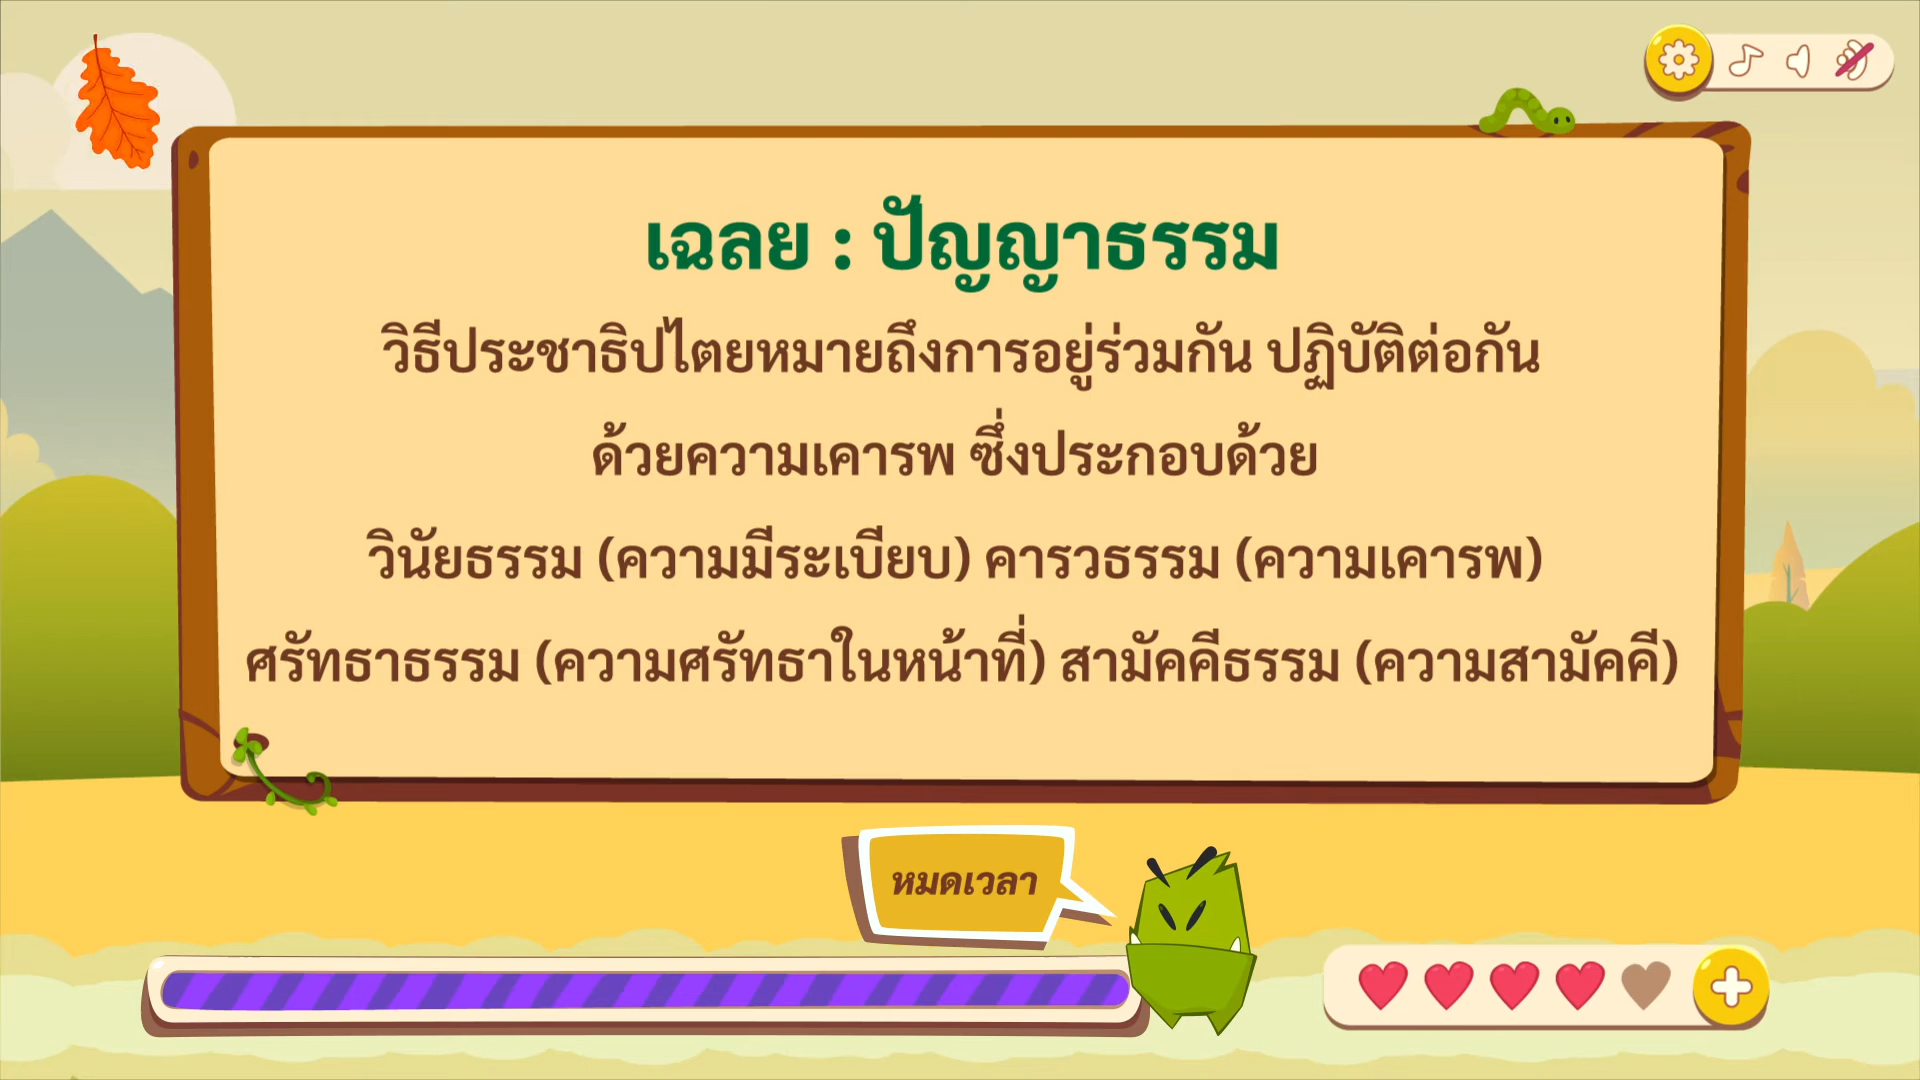 เฉลย : ปัญญาธรรม
วิธีประชาธิปไตยหมายถึงการอยู่ร่วมกัน ปฏิบัติต่อกัน
ด้วยความเคารพ ซึ่งประกอบด้วย
วินัยธรรม (ความมีระเบียบ) คารวธรรม (ความเคารพ)
ศรัทธาธรรม (ความศรัทธาในหน้าที่) สามัคคีธรรม (ความสามัคคี)
หมดเวลา